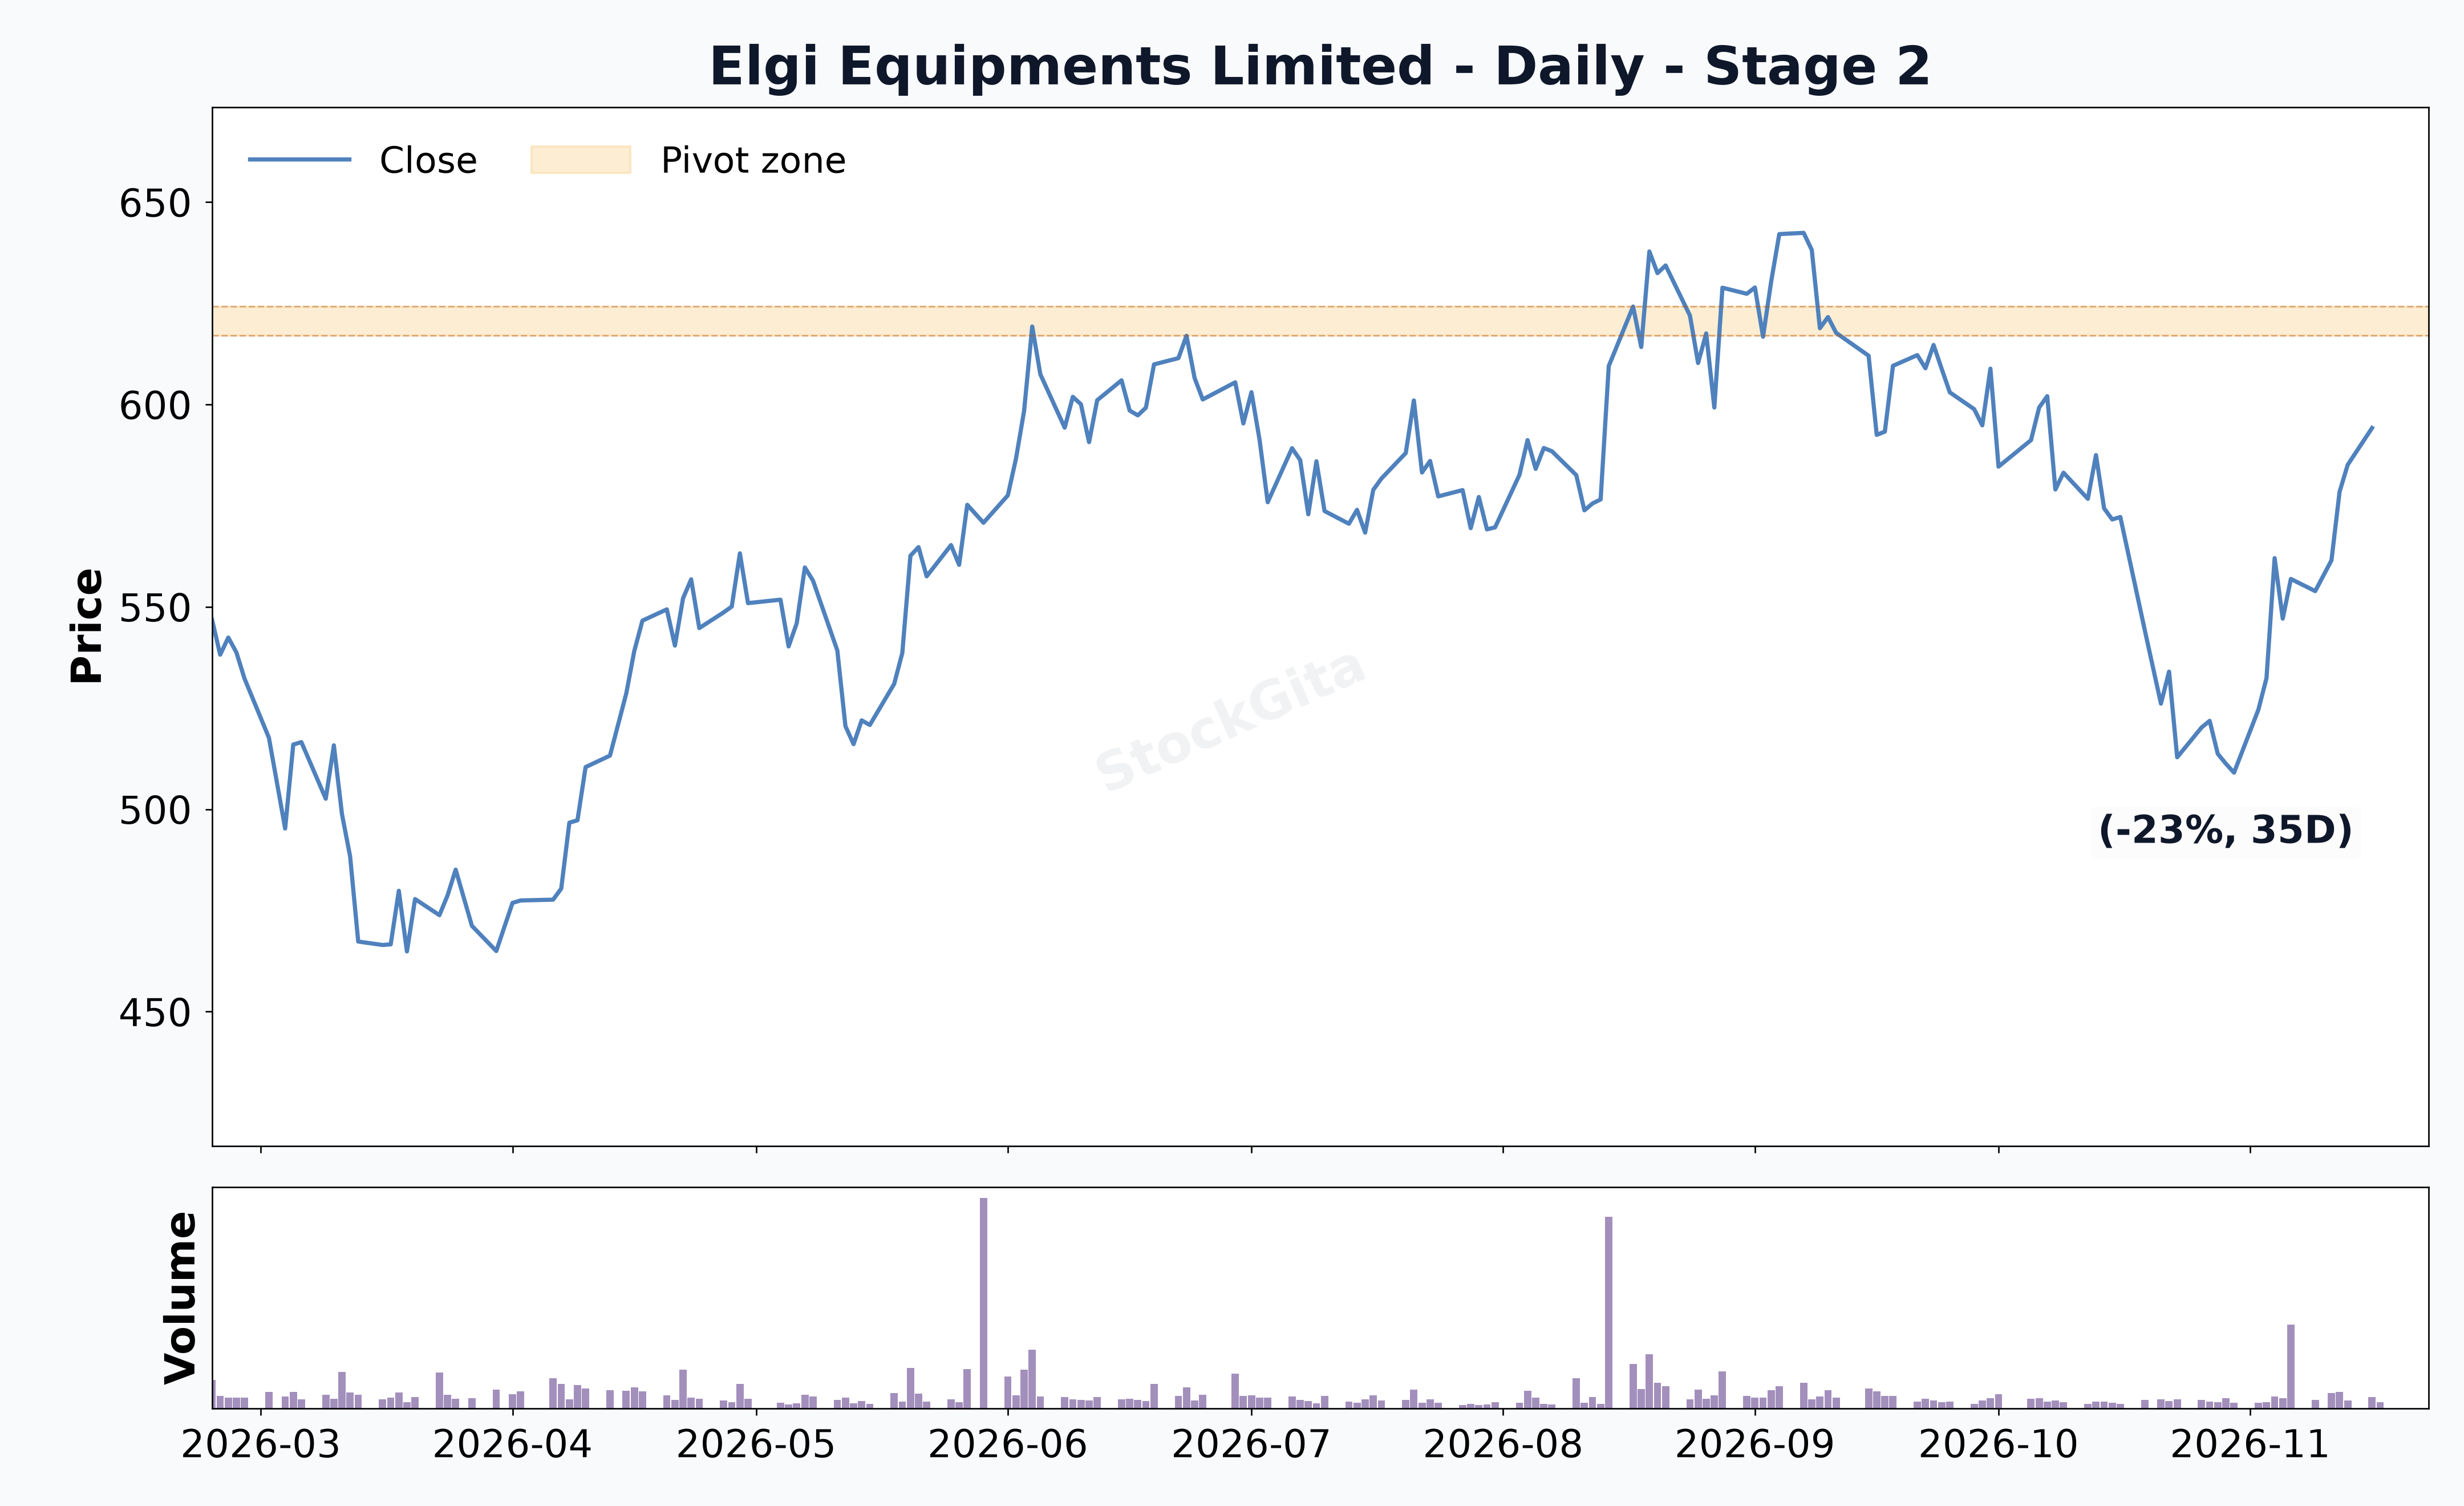 Elgi Equipments Limited - Daily - Stage 2
Close
Pivot zone
Price
650
600
550
500
450
StockGita
(-23%, 35D)
Volume
2026-03
2026-04
2026-05
2026-06
2026-07
2026-08
2026-09
2026-10
2026-11